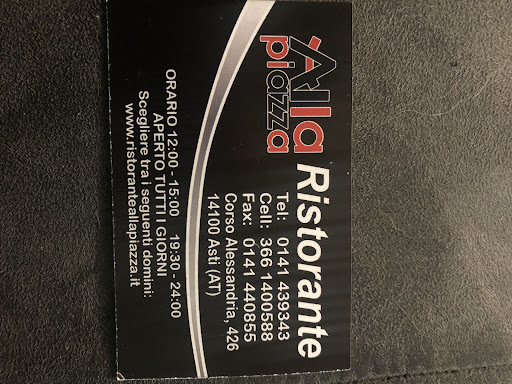 Alla
piazza
Ristorante
Tel: 0141 439343
Cell: 366 1400588
Fax: 0141 440855
Corso Alessandria, 426
14100 Asti (AT)
ORARIO 12:00 - 15:00 19:30 - 24:00
APERTO TUTTI I GIORNI
Scegliere tra i seguenti domini:
www.ristoranteallapiazza.it